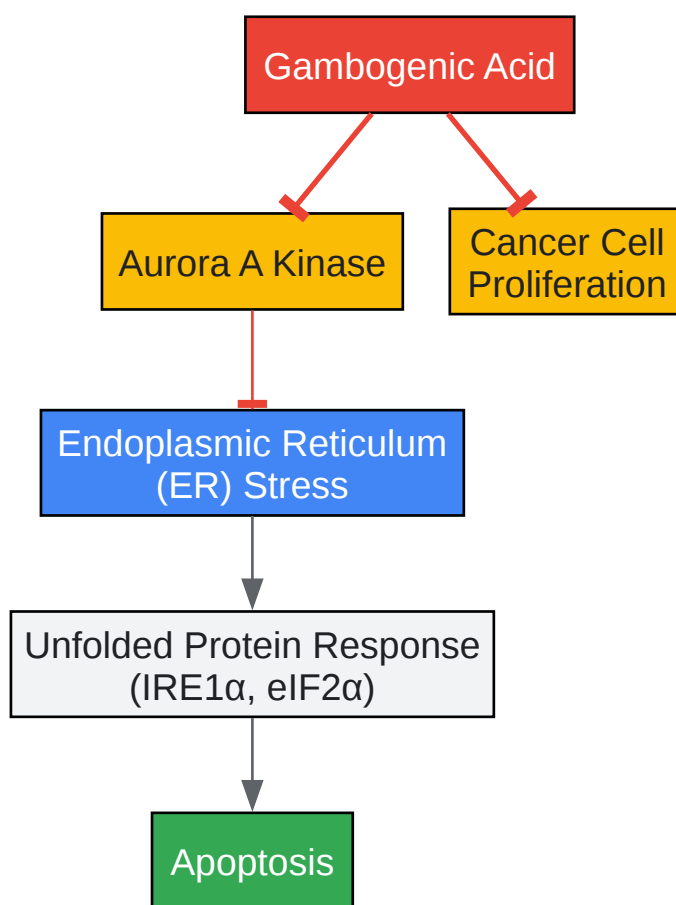 Gambogenic Acid
Aurora A Kinase
Cancer Cell
Proliferation
Endoplasmic Reticulum
(ER) Stress
Unfolded Protein Response
(IRE1α, eIF2α)
Apoptosis